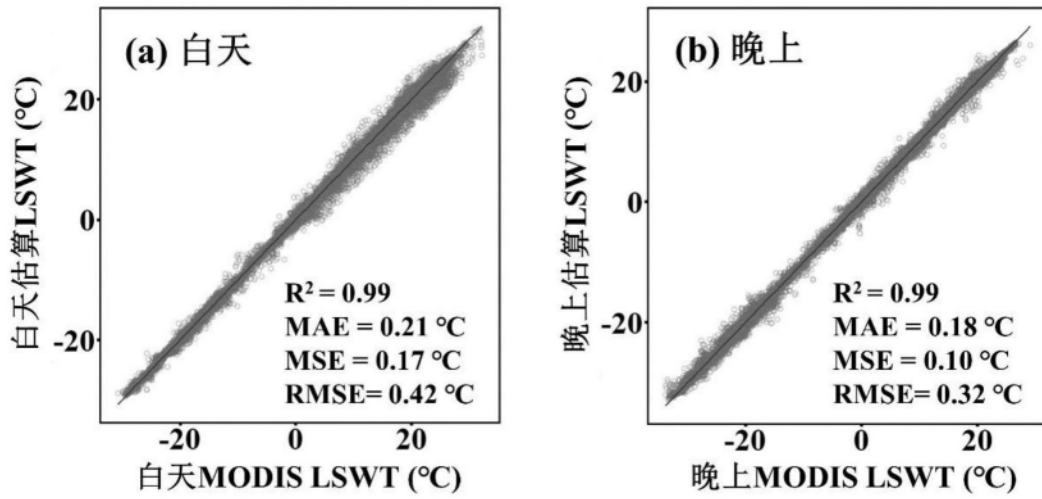 (a) 白天
20
0
-20
-20
0
20
白天估算LSWT (°C)
白天MODIS LSWT (°C)
R² = 0.99
MAE = 0.21 °C
MSE = 0.17 °C
RMSE= 0.42 °C
(b) 晚上
20
0
-20
-20
0
20
晚上估算LSWT (°C)
晚上MODIS LSWT (°C)
R² = 0.99
MAE = 0.18 °C
MSE = 0.10 °C
RMSE= 0.32 °C